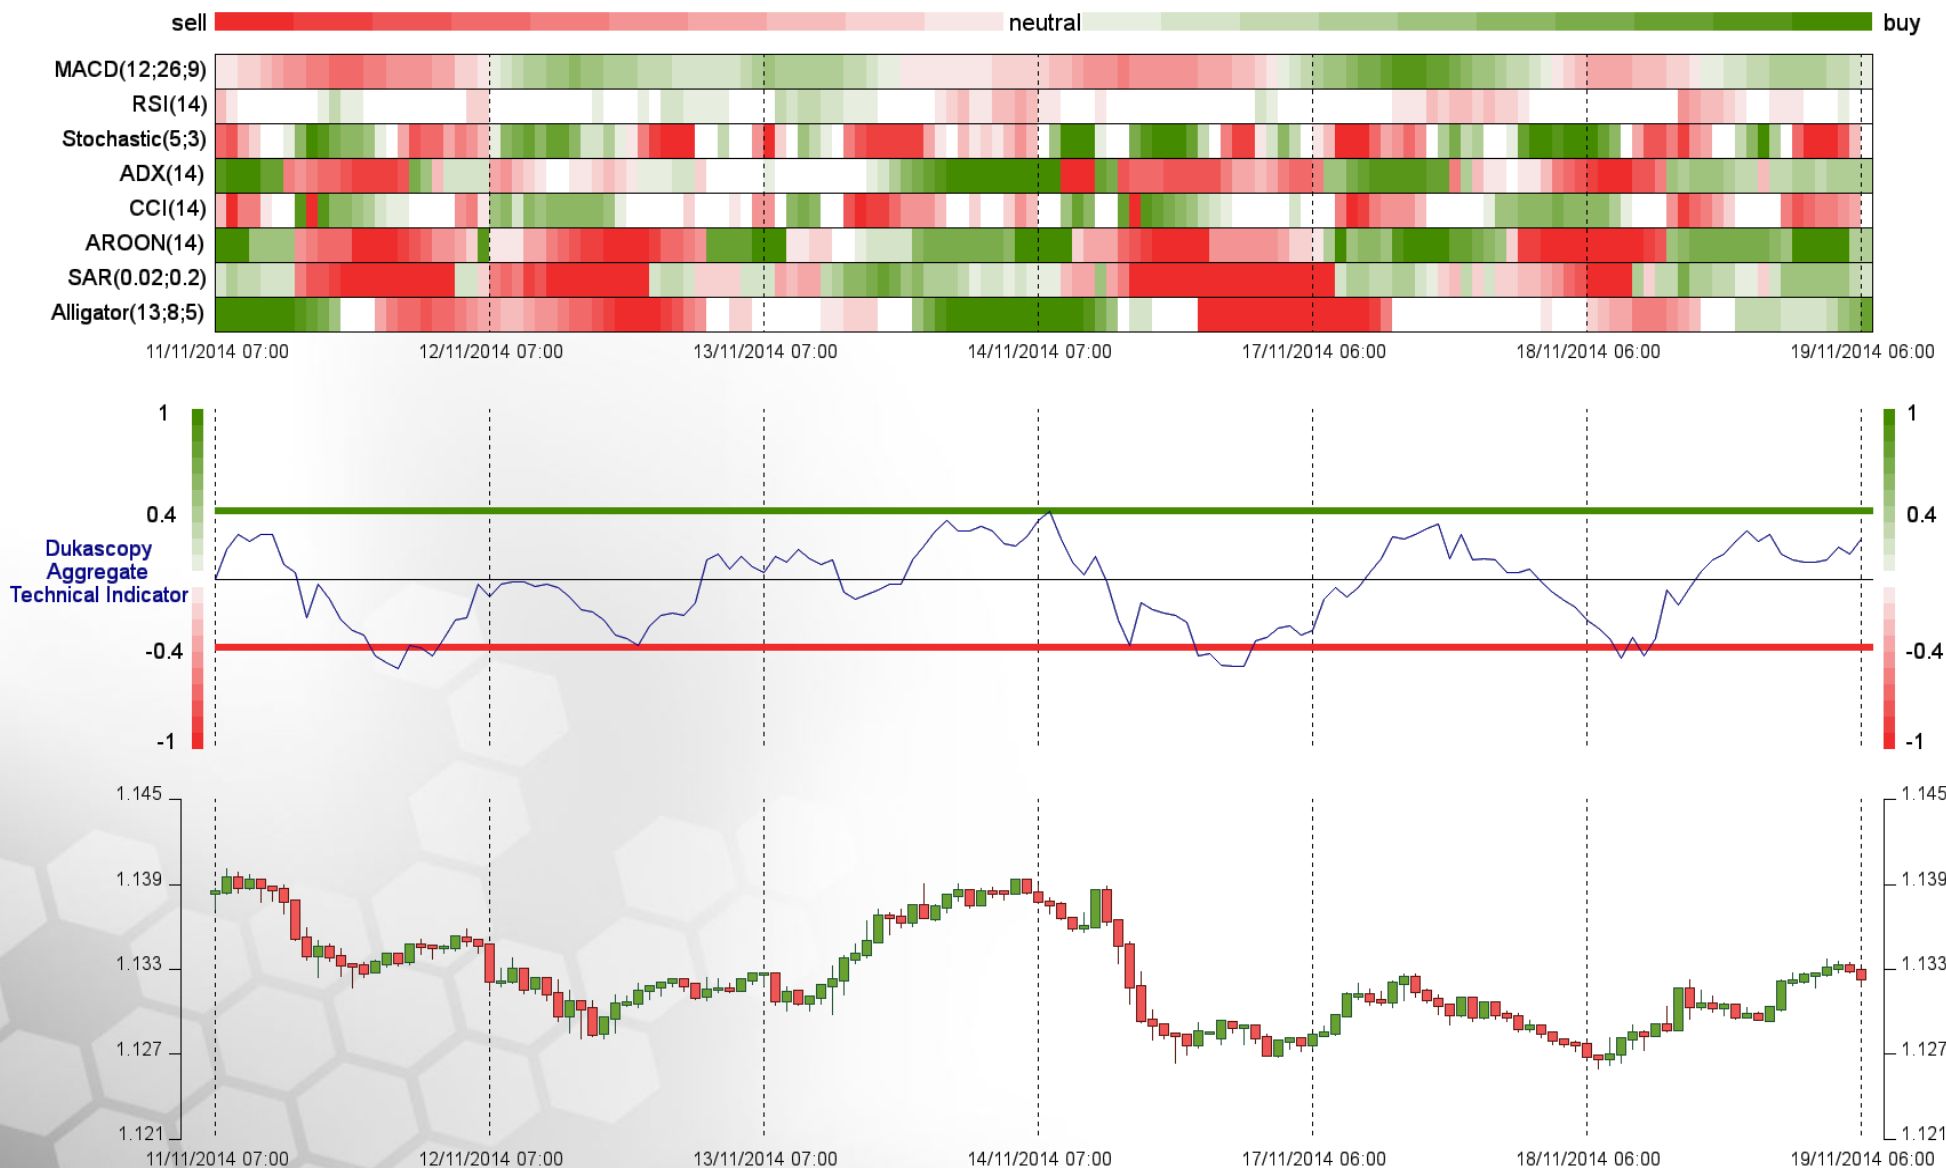 sell neutral buy
MACD(12;26;9)
RSI(14)
Stochastic(5;3)
ADX(14)
CCI(14)
AROON(14)
SAR(0.02;0.2)
Alligator(13;8;5)
11/11/2014 07:00 12/11/2014 07:00 13/11/2014 07:00 14/11/2014 07:00 17/11/2014 06:00 18/11/2014 06:00 19/11/2014 06:00
1 1
0.4 0.4
Dukascopy
Aggregate
Technical Indicator
-0.4 -0.4
-1 -1
1.145 1.145
1.139 1.139
1.133 1.133
1.127 1.127
1.121 1.121
11/11/2014 07:00 12/11/2014 07:00 13/11/2014 07:00 14/11/2014 07:00 17/11/2014 06:00 18/11/2014 06:00 19/11/2014 06:00